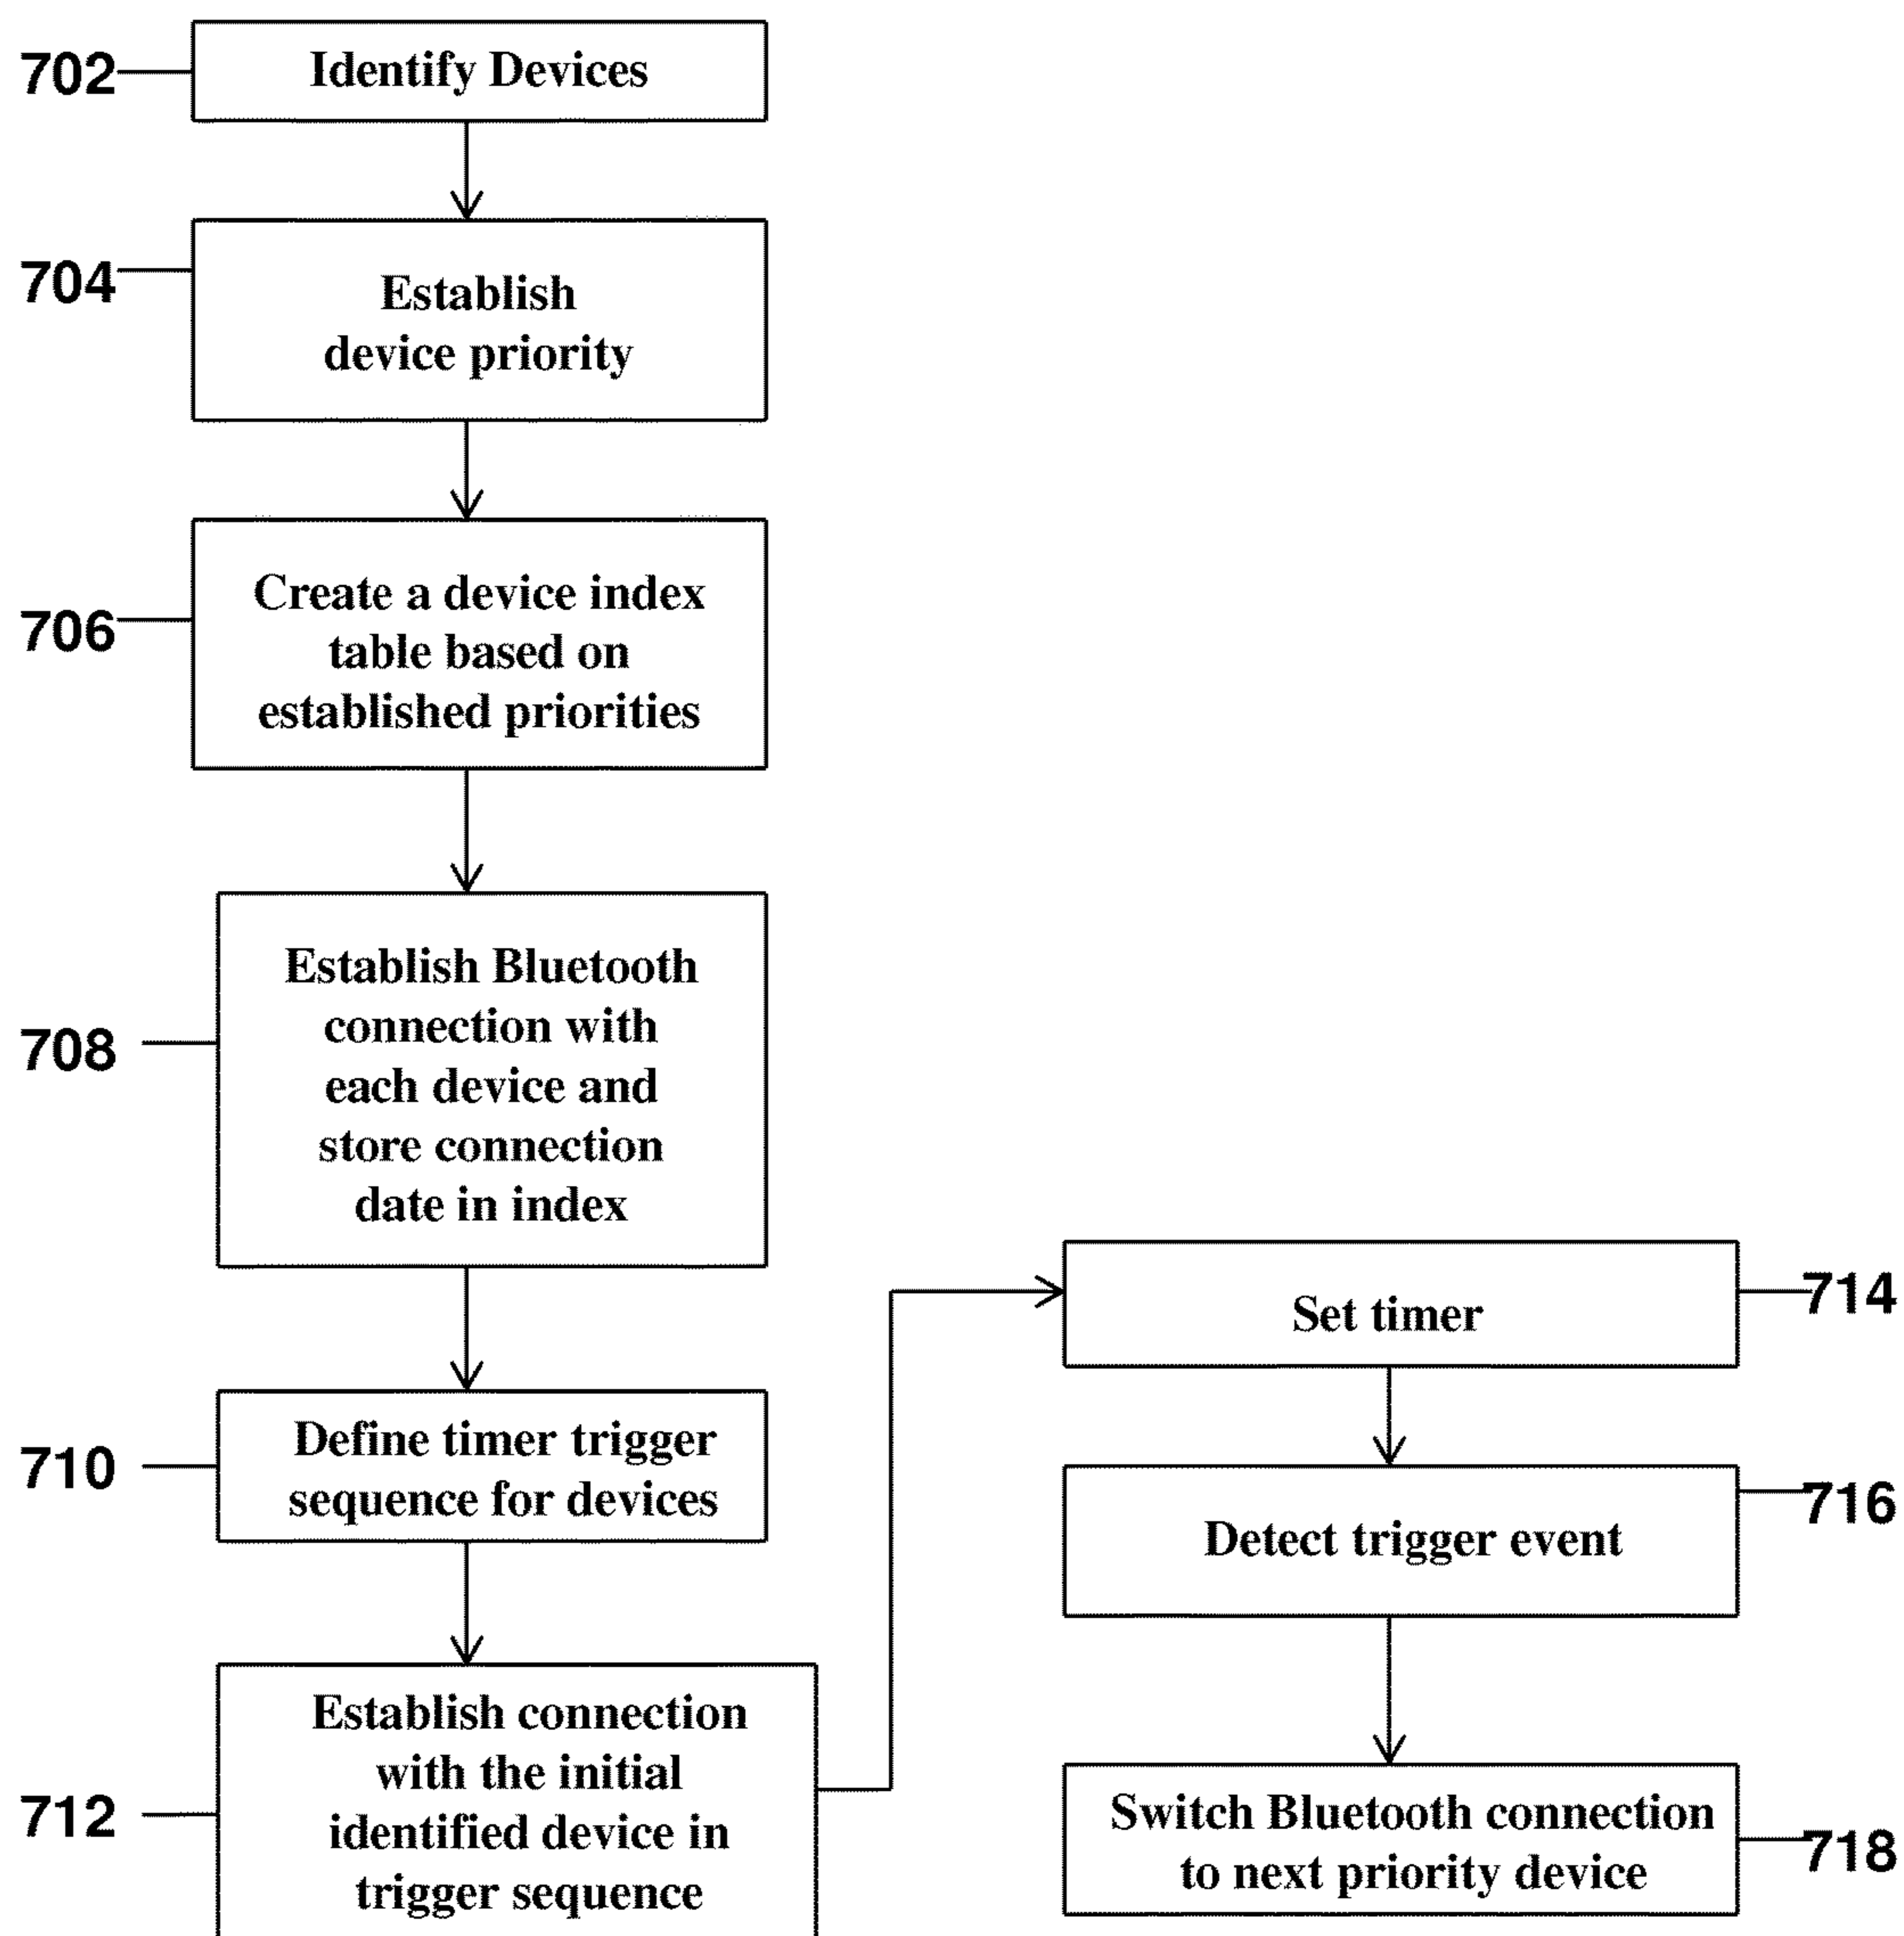 702
Identify Devices
704
Establish
device priority
706
Create a device index
table based on
established priorities
708
Establish Bluetooth
connection with
each device and
store connection
date in index
710
Define timer trigger
sequence for devices
712
Establish connection
with the initial
identified device in
trigger sequence
Set timer
714
Detect trigger event
716
Switch Bluetooth connection
to next priority device
718